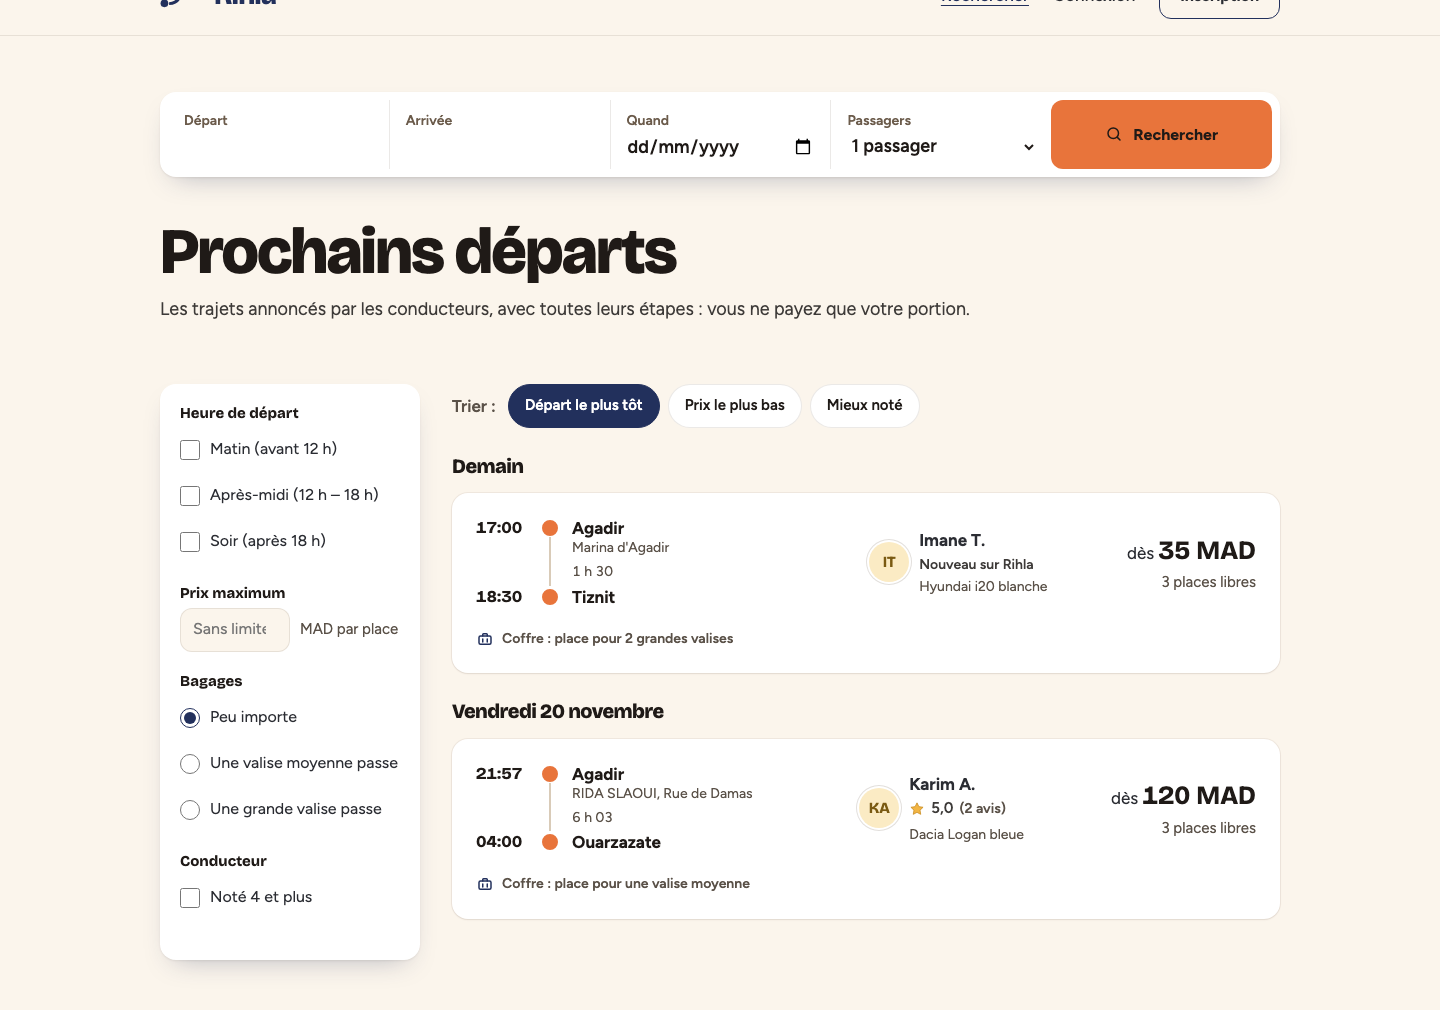 Rihla
Rechercher
Connexion
Inscription
Départ
Arrivée
Quand
dd/mm/yyyy
Passagers
1 passager
Rechercher
Prochains départs
Les trajets annoncés par les conducteurs, avec toutes leurs étapes : vous ne payez que votre portion.
Heure de départ
Matin (avant 12 h)
Après-midi (12 h – 18 h)
Soir (après 18 h)
Prix maximum
Sans limite
MAD par place
Bagages
Peu importe
Une valise moyenne passe
Une grande valise passe
Conducteur
Noté 4 et plus
Trier :
Départ le plus tôt
Prix le plus bas
Mieux noté
Demain
17:00
Agadir
Marina d'Agadir
1 h 30
18:30
Tiznit
Coffre : place pour 2 grandes valises
IT
Imane T.
Nouveau sur Rihla
Hyundai i20 blanche
dès 35 MAD
3 places libres
Vendredi 20 novembre
21:57
Agadir
RIDA SLAOUI, Rue de Damas
6 h 03
04:00
Ouarzazate
Coffre : place pour une valise moyenne
KA
Karim A.
5,0 (2 avis)
Dacia Logan bleue
dès 120 MAD
3 places libres